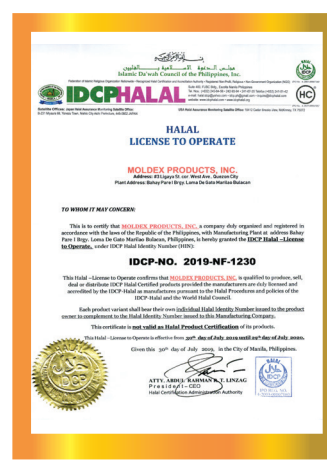 Islamic Da'wah Council of the Philippines, Inc.
IDCPHALAL
HC
HALAL
LICENSE TO OPERATE
MOLDEX PRODUCTS, INC.
Address: #3 Ligaya St. cor West Ave. Quezon City
Plant Address: Bahay Pare I Brgy. Loma De Gato Marilao Bulacan
TO WHOM IT MAY CONCERN:
This is to certify that MOLDEX PRODUCTS, INC. a company duly organized and registered in
accordance with the laws of the Republic of the Philippines, with Manufacturing Plant at address Bahay
Pare I Brgy. Loma De Gato Marilao Bulacan, Philippines, is hereby granted the IDCP Halal –License
to Operate, under IDCP Halal Identity Number (HIN):
IDCP-NO. 2019-NF-1230
This Halal –License to Operate confirms that MOLDEX PRODUCTS, INC. is qualified to produce, sell,
deal or distribute IDCP Halal Certified products provided the manufacturers are duly licensed and
accredited by the IDCP-Halal as manufacturers pursuant to the Halal Procedures and policies of the
IDCP-Halal and the World Halal Council.
Each product variant shall bear their own individual Halal Identity Number issued to the product
owner to complement to the Halal Identity Number issued to this Manufacturing Company.
This certificate is not valid as Halal Product Certification of its products.
This Halal –License to Operate is effective from 30th day of July 2019 until 29th day of July 2020.
Given this 30th day of July 2019, in the City of Manila, Philippines.
ATTY. ABDUL RAHMAN R. T. LINZAG
President – CEO
Halal Certification Administration Authority